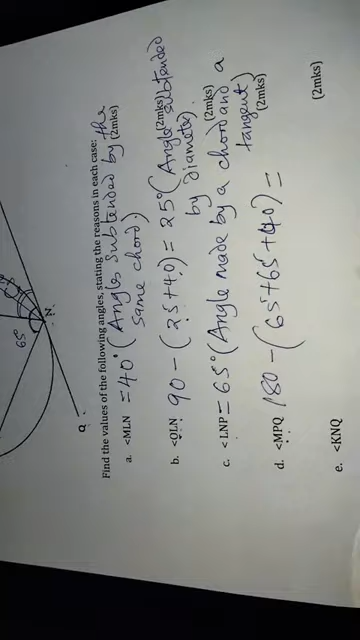 65°
N
Q
Find the values of the following angles, stating the reasons in each case:
a. <MLN =40° (Angles subtended by the (2mks)
same chord)
b. <OLN 90 - (25+40) = 25° (Angle subtended (2mks)
by diameter)
c. <LNP = 65° (Angle made by a chord and a (2mks)
tangent)
d. <MPQ 180 - (65+65+40) = (2mks)
e. <KNQ (2mks)